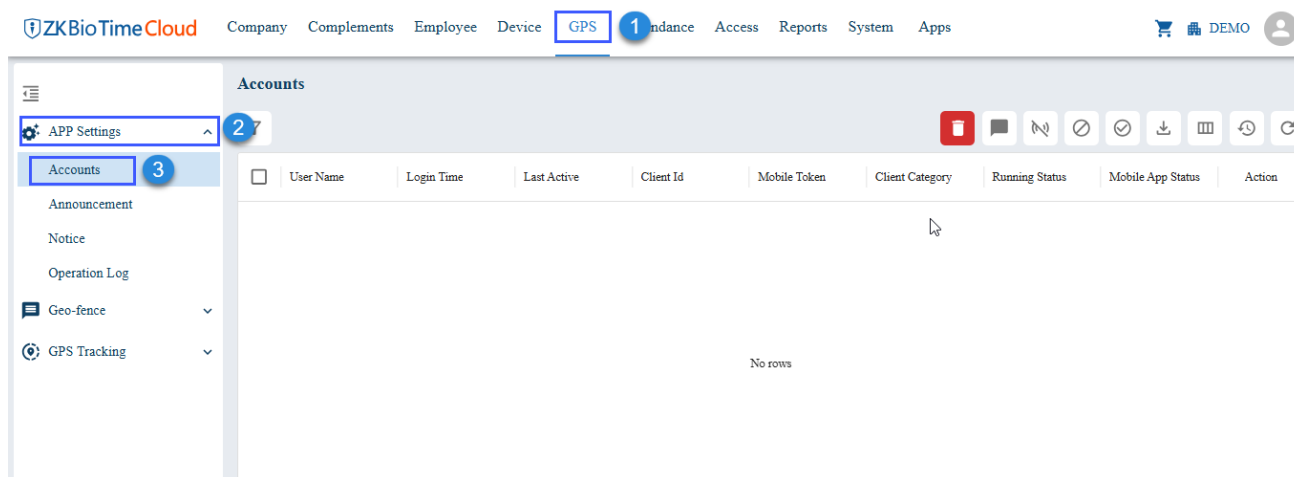 ZKBioTime Cloud Company Complements Employee Device GPS 1 ndance Access Reports System Apps DEMO
Accounts
APP Settings 2
Accounts 3
User Name Login Time Last Active Client Id Mobile Token Client Category Running Status Mobile App Status Action
Announcement
Notice
Operation Log
Geo-fence
GPS Tracking
No rows